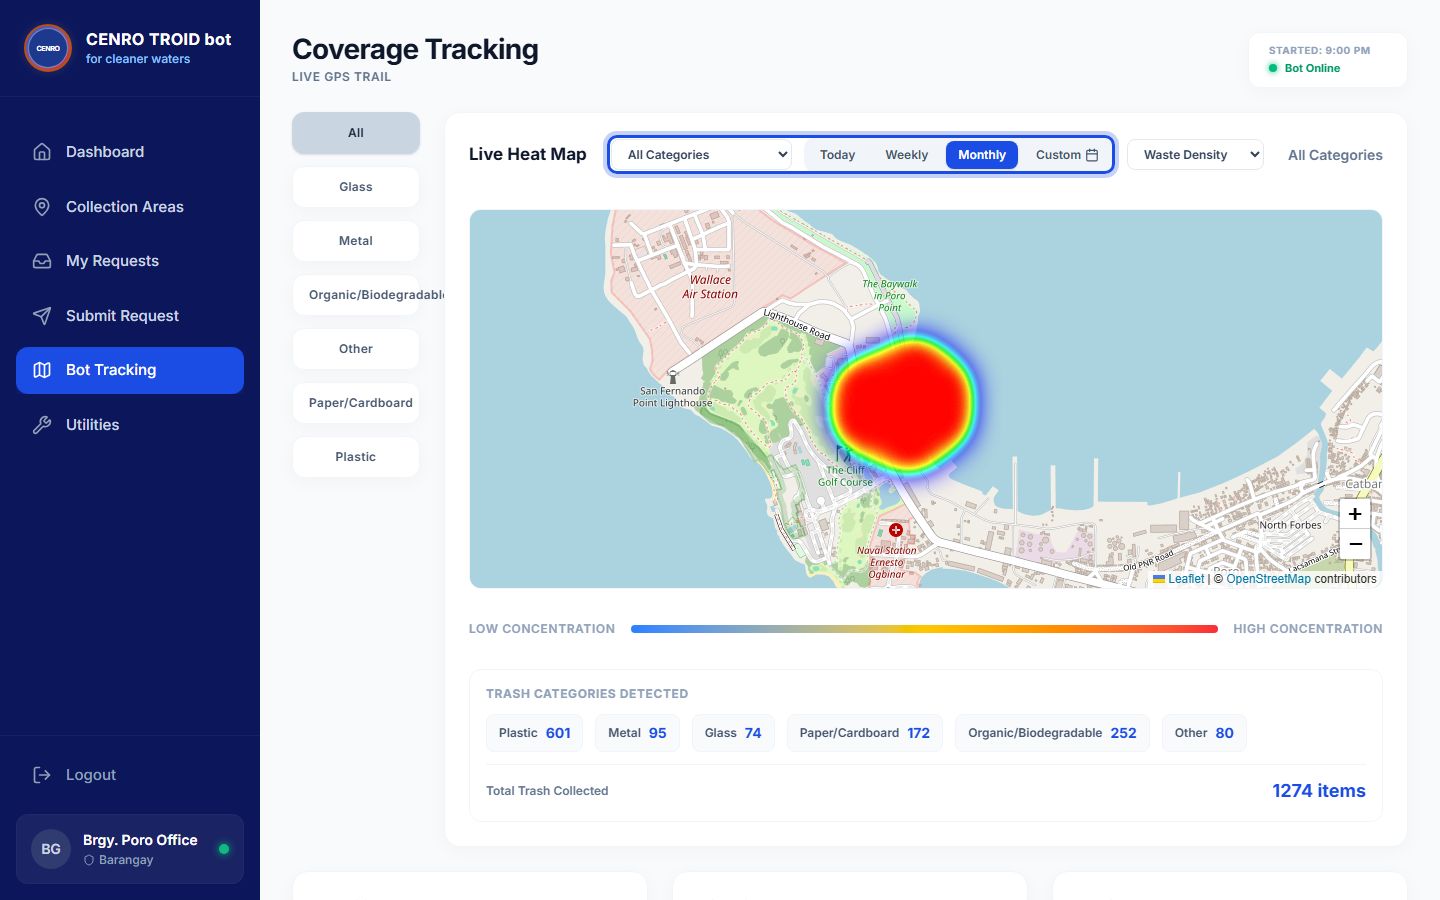 CENRO
CENRO TROID bot
for cleaner waters
Dashboard
Collection Areas
My Requests
Submit Request
Bot Tracking
Utilities
Logout
BG
Brgy. Poro Office
Barangay
Coverage Tracking
LIVE GPS TRAIL
STARTED: 9:00 PM
Bot Online
All
Glass
Metal
Organic/Biodegradable
Other
Paper/Cardboard
Plastic
Live Heat Map
All Categories
Today
Weekly
Monthly
Custom
Waste Density
All Categories
Wallace
Air Station
The Baywalk
in Poro
Point
Lighthouse Road
San Fernando
Point Lighthouse
The Cliff
Golf Course
Naval Station
Ernesto
Ogbinar
Old PNR Road
North Forbes
Catbar
Poro
+
−
Leaflet | © OpenStreetMap contributors
LOW CONCENTRATION
HIGH CONCENTRATION
TRASH CATEGORIES DETECTED
Plastic 601
Metal 95
Glass 74
Paper/Cardboard 172
Organic/Biodegradable 252
Other 80
Total Trash Collected
1274 items